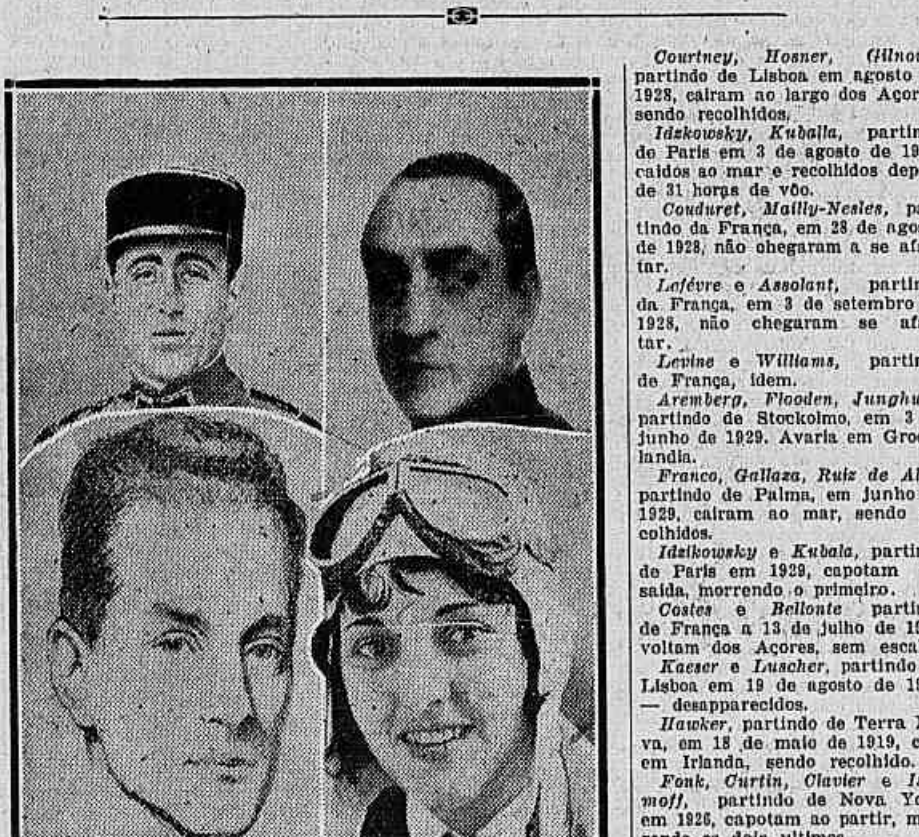 Courtney, Hosner,
partindo de Lisboa em agosto
1928, cairam ao largo dos Açor
sendo recolhidos.
Idzkowsky, Kuballa, partin
de Paris em 3 de agosto de 19
caidos ao mar e recolhidos dep
de 31 horas de vôo.
Couduret, Mailly-Nesles, pa
tindo da França, em 28 de agos
de 1928, não chegaram a se af
tar.
Lefévre e Assolant, partin
da França, em 3 de setembro
1928, não chegaram se af
tar.
Levine e Williams, partin
de França, idem.
Aremberg, Flooden, Junghu
partindo de Stockolmo, em 3
junho de 1929. Avaria em Groe
landia.
Franco, Gallaza, Ruiz de Al
partindo de Palma, em junho
1929, cairam ao mar, sendo
colhidos.
Idzikowsky e Kubala, partin
de Paris em 1929, capotam
saida, morrendo o primeiro.
Costes e Bellonte partin
de França a 13 de julho de 19
voltam dos Açores, sem esca
Kaeser e Luscher, partindo
Lisboa em 19 de agosto de 19
— desapparecidos.
Hawker, partindo de Terra N
va, em 18 de maio de 1919, c
em Irlanda, sendo recolhido.
Fonk, Curtin, Clavier e Is
moff, partindo de Nova Yo
em 1926, capotam ao partir, m